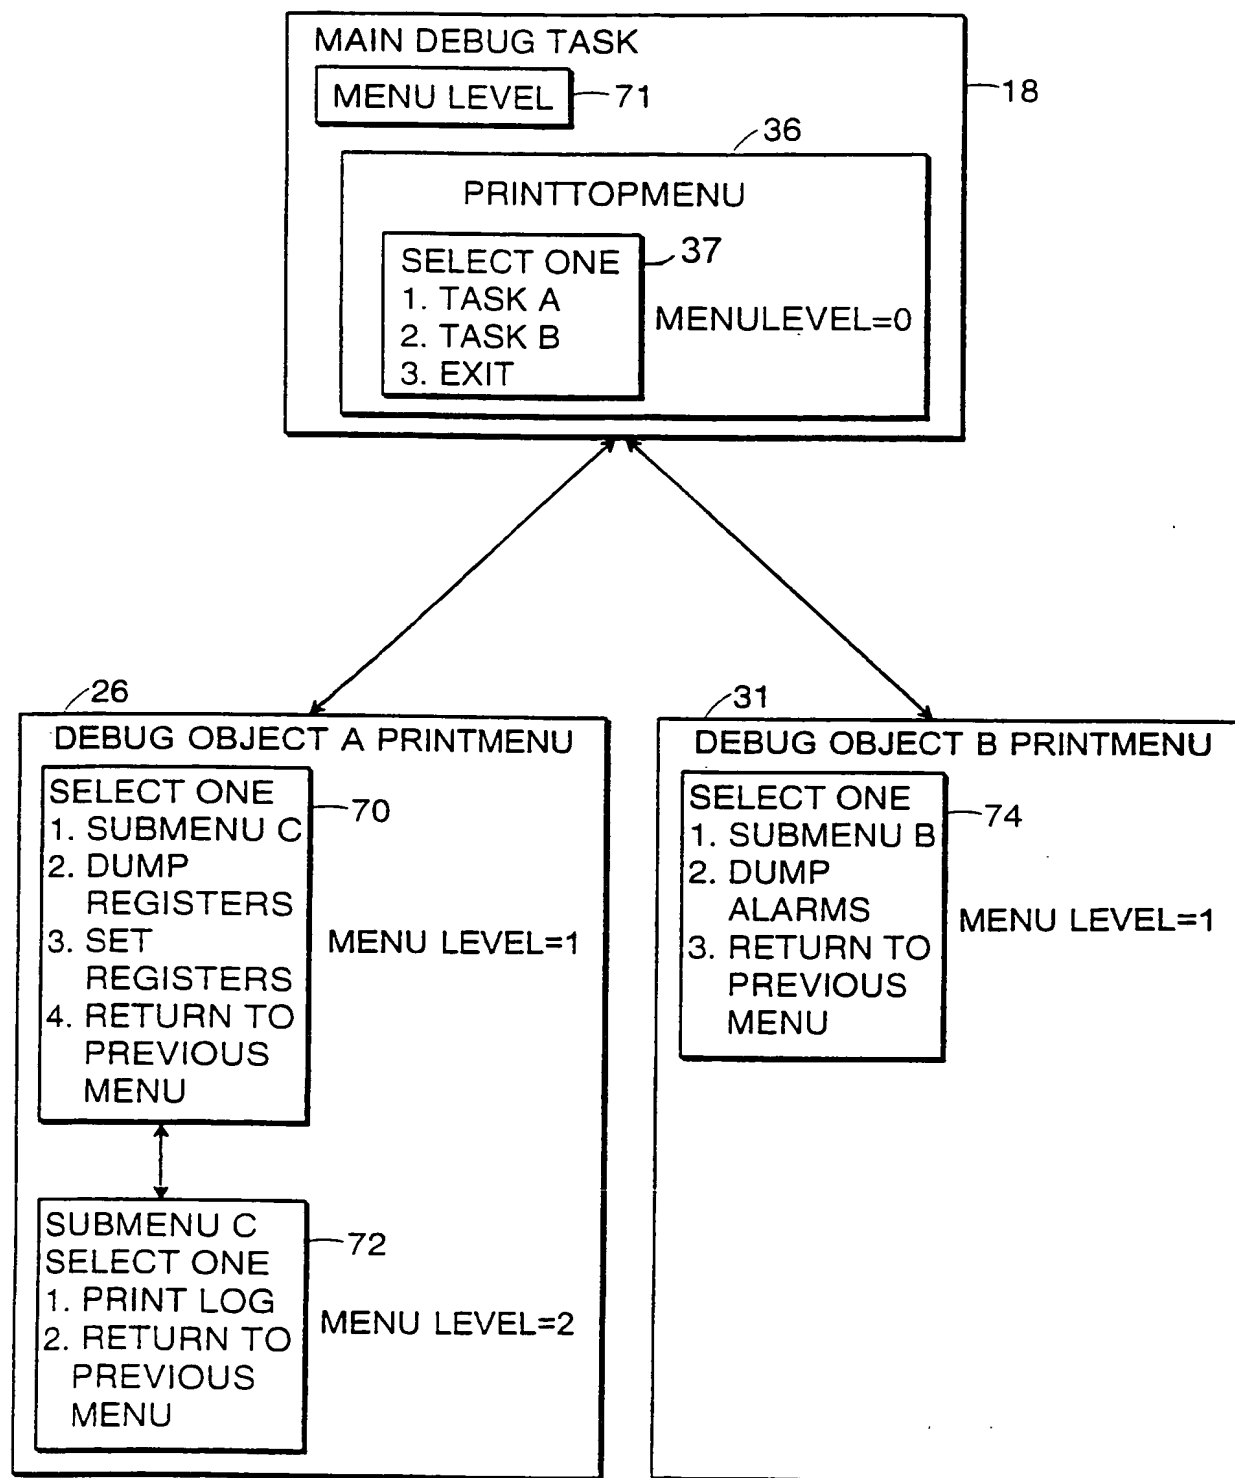 MAIN DEBUG TASK
MENU LEVEL
71
18
36
PRINTTOPMENU
SELECT ONE
37
1. TASK A
2. TASK B
3. EXIT
MENULEVEL=0
26
DEBUG OBJECT A PRINTMENU
SELECT ONE
70
1. SUBMENU C
2. DUMP
REGISTERS
3. SET
REGISTERS
4. RETURN TO
PREVIOUS
MENU
MENU LEVEL=1
SUBMENU C
72
SELECT ONE
1. PRINT LOG
2. RETURN TO
PREVIOUS
MENU
MENU LEVEL=2
31
DEBUG OBJECT B PRINTMENU
SELECT ONE
74
1. SUBMENU B
2. DUMP
ALARMS
3. RETURN TO
PREVIOUS
MENU
MENU LEVEL=1